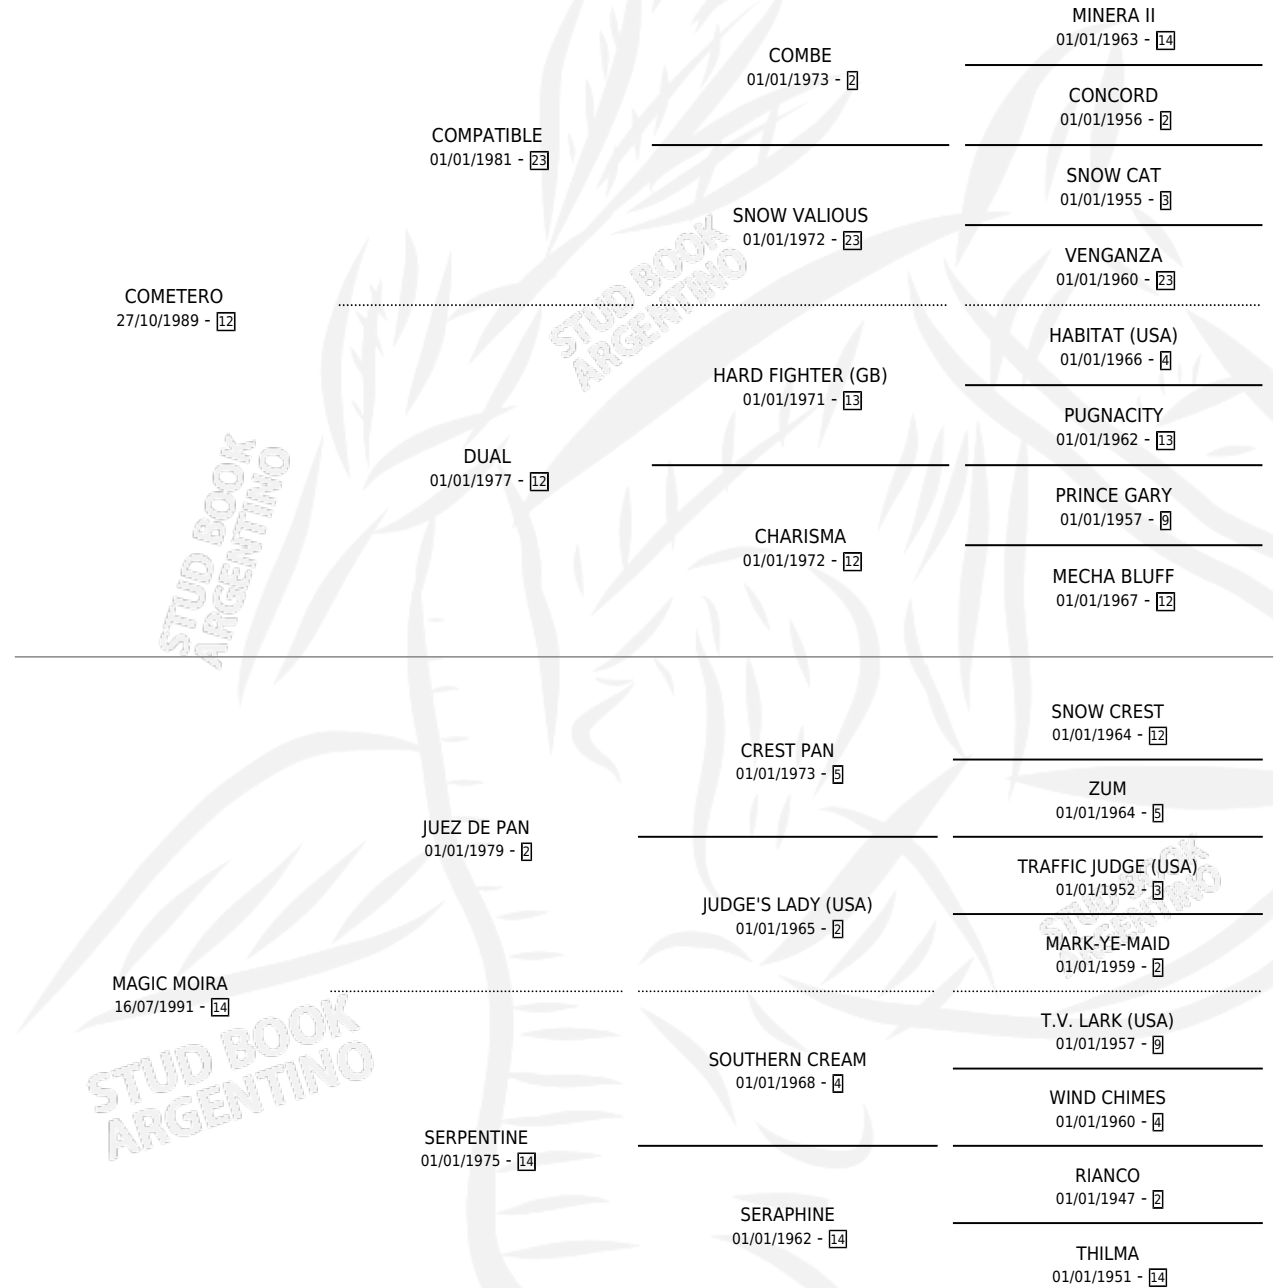 MINERA II
01/01/1963 - 14
COMBE
01/01/1973 - 2
CONCORD
01/01/1956 - 2
COMPATIBLE
01/01/1981 - 23
SNOW CAT
01/01/1955 - 3
SNOW VALIOUS
01/01/1972 - 23
VENGANZA
01/01/1960 - 23
COMETERO
27/10/1989 - 12
STUD BOOK
ARGENTINO
HABITAT (USA)
01/01/1966 - 4
HARD FIGHTER (GB)
01/01/1971 - 13
PUGNACITY
01/01/1962 - 13
DUAL
01/01/1977 - 12
PRINCE GARY
01/01/1957 - 9
CHARISMA
01/01/1972 - 12
MECHA BLUFF
01/01/1967 - 12
STUD BOOK
ARGENTINO
SNOW CREST
01/01/1964 - 12
CREST PAN
01/01/1973 - 5
ZUM
01/01/1964 - 5
JUEZ DE PAN
01/01/1979 - 2
TRAFFIC JUDGE (USA)
01/01/1952 - 3
JUDGE'S LADY (USA)
01/01/1965 - 2
STUD BOOK
ARGENTINO
MARK-YE-MAID
01/01/1959 - 2
MAGIC MOIRA
16/07/1991 - 14
T.V. LARK (USA)
01/01/1957 - 9
STUD BOOK
ARGENTINO
SOUTHERN CREAM
01/01/1968 - 4
WIND CHIMES
01/01/1960 - 4
SERPENTINE
01/01/1975 - 14
RIANCO
01/01/1947 - 2
SERAPHINE
01/01/1962 - 14
THILMA
01/01/1951 - 14